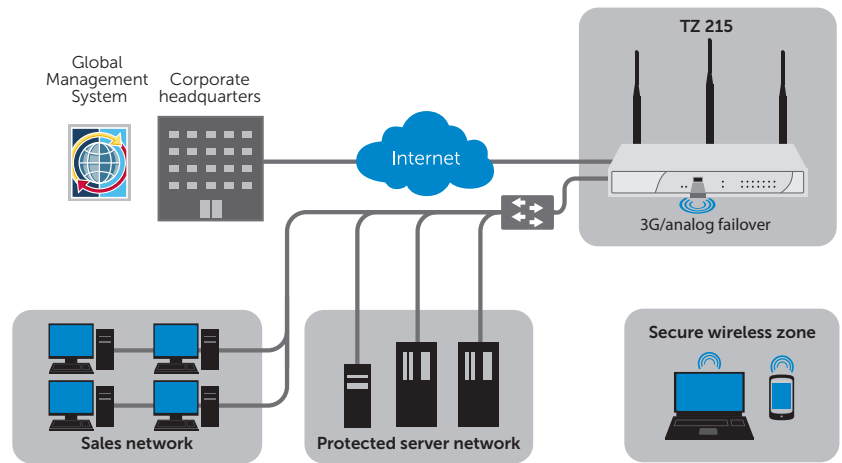 TZ 215
Global
Management
System
Corporate
headquarters
Internet
3G/analog failover
Secure wireless zone
Sales network
Protected server network